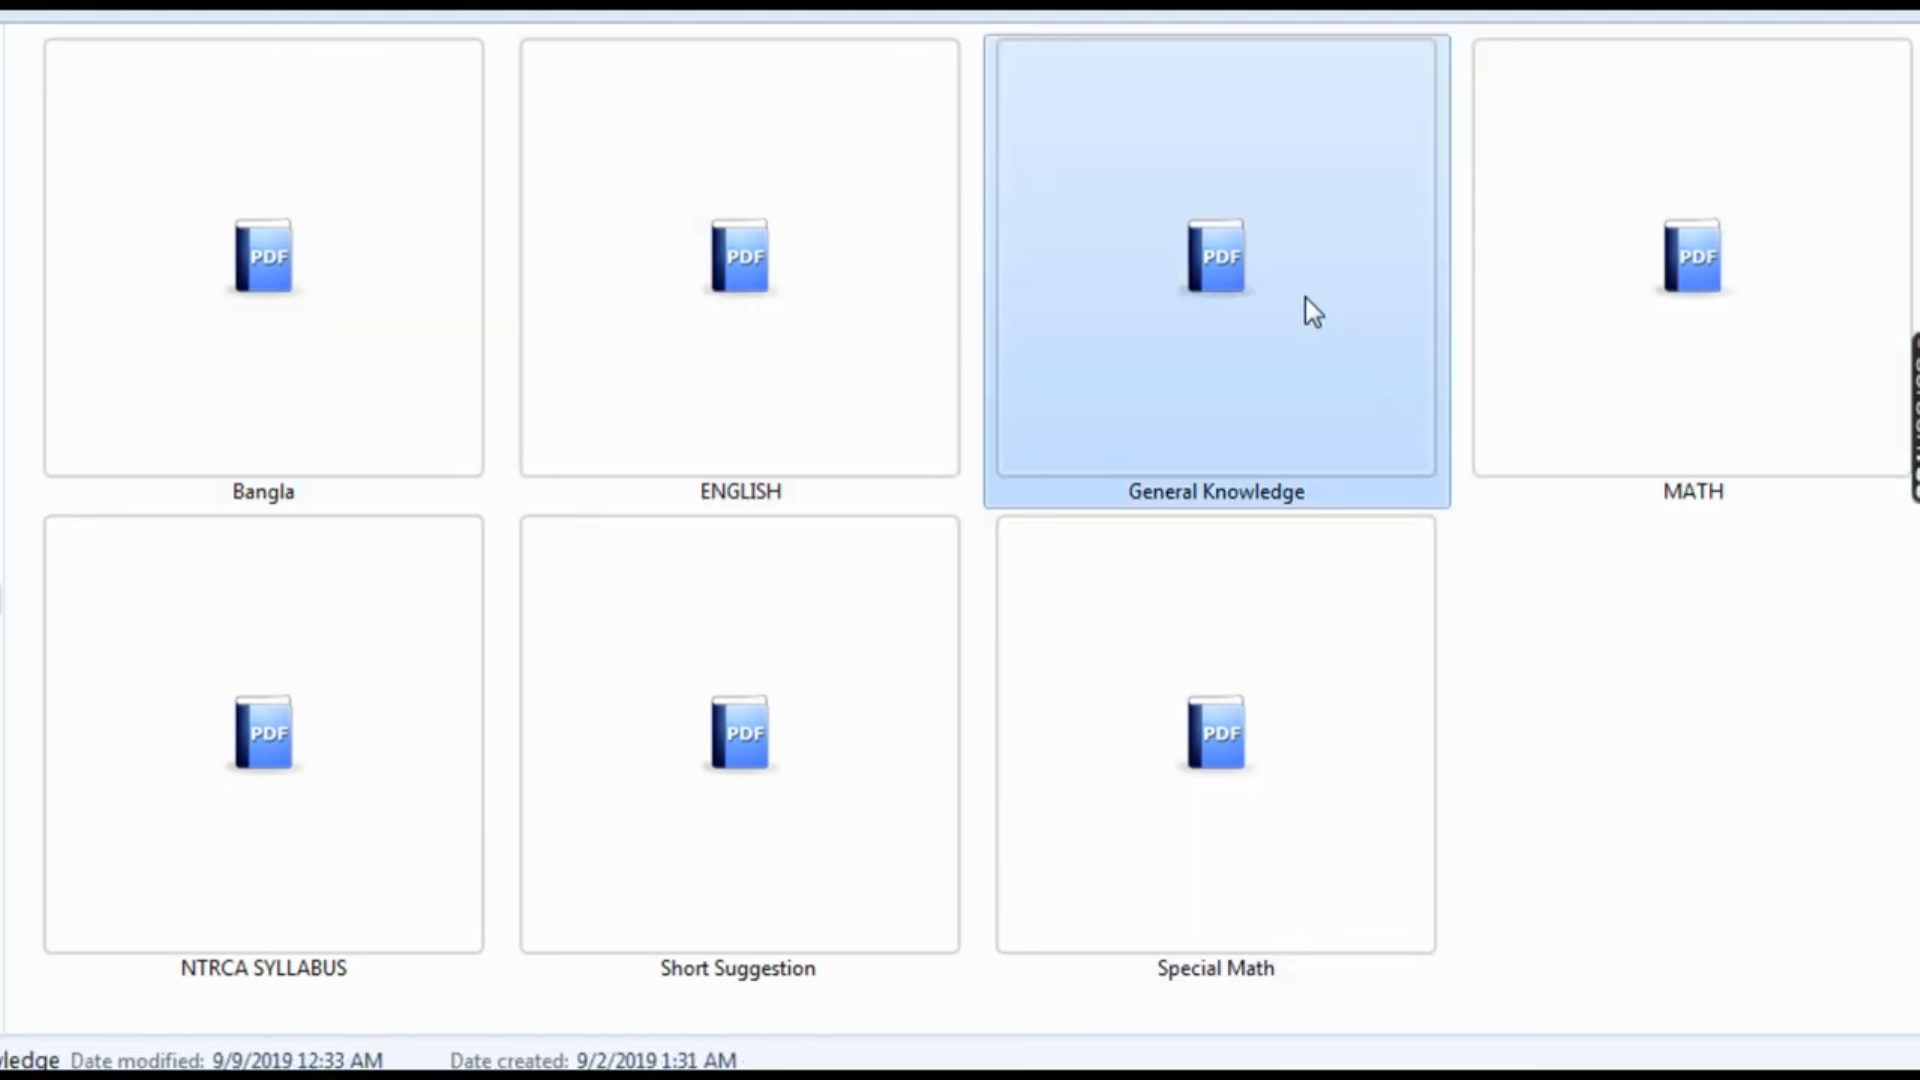 PDF
PDF
PDF
PDF
Bangla
ENGLISH
General Knowledge
MATH
PDF
PDF
PDF
NTRCA SYLLABUS
Short Suggestion
Special Math
Date modified: 9/9/2019 12:33 AM Date created: 9/2/2019 1:31 AM